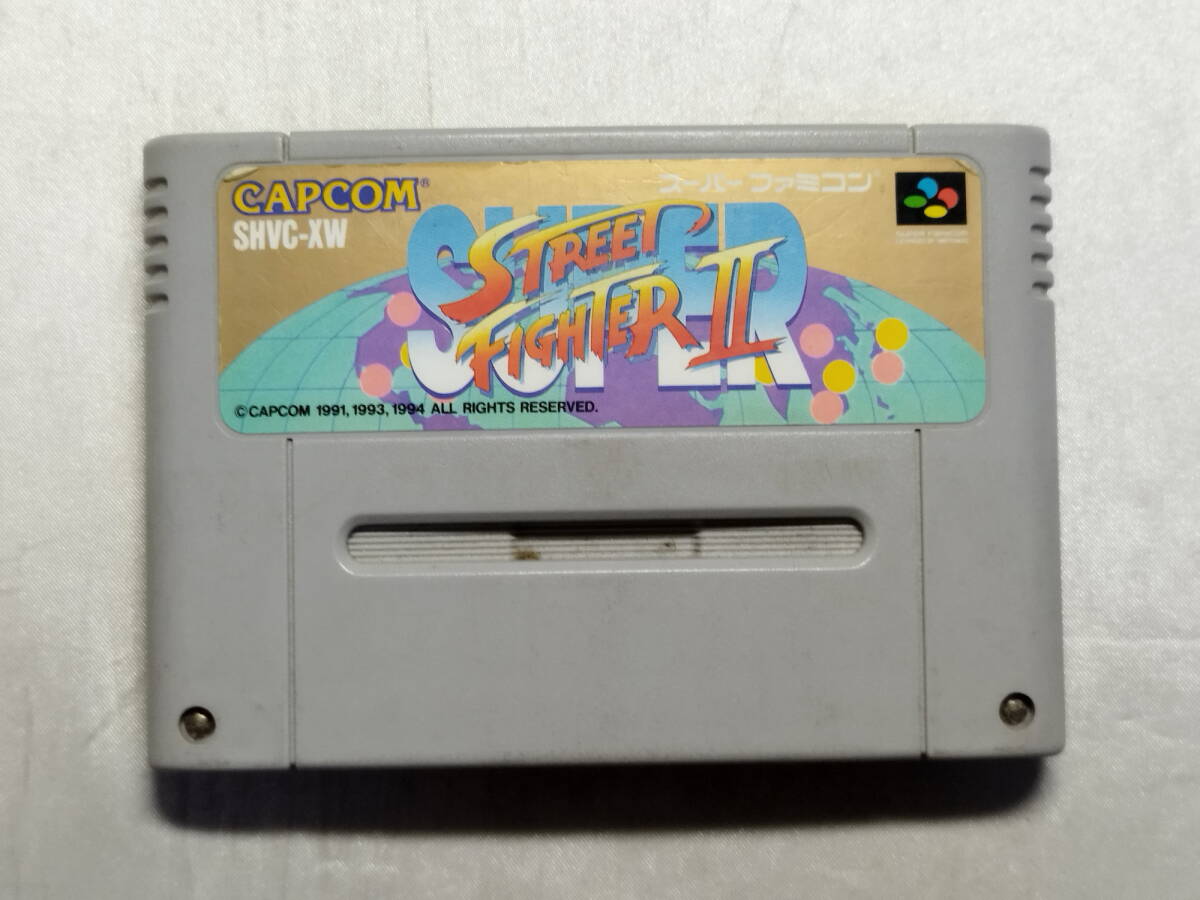 CAPCOM®
SHVC-XW
スーパーファミコン
SUPER
STREET
FIGHTER II
©CAPCOM 1991, 1993, 1994 ALL RIGHTS RESERVED.